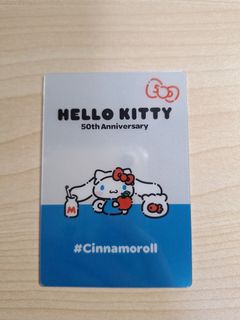 HELLO KITTY
50th Anniversary
M
#Cinnamoroll